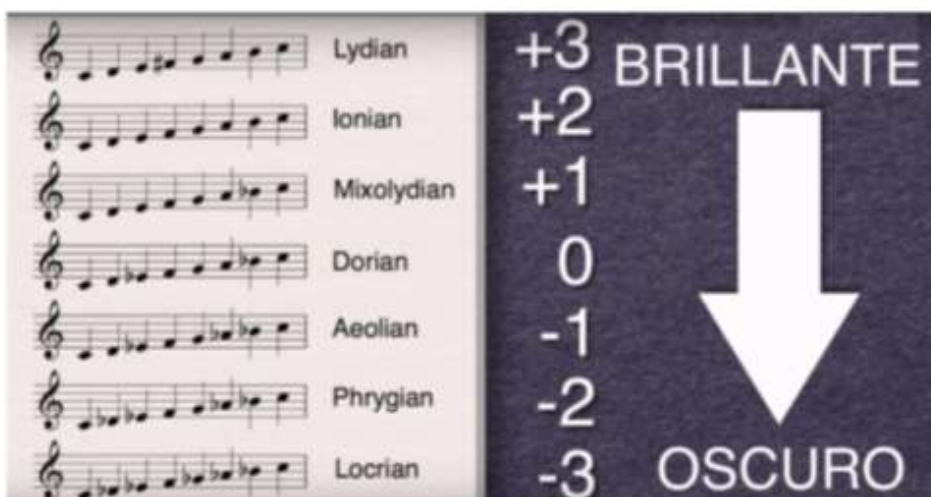 Lydian +3 BRILLANTE
Ionian +2
Mixolydian +1
Dorian 0
Aeolian -1
Phrygian -2
Locrian -3 OSCURO